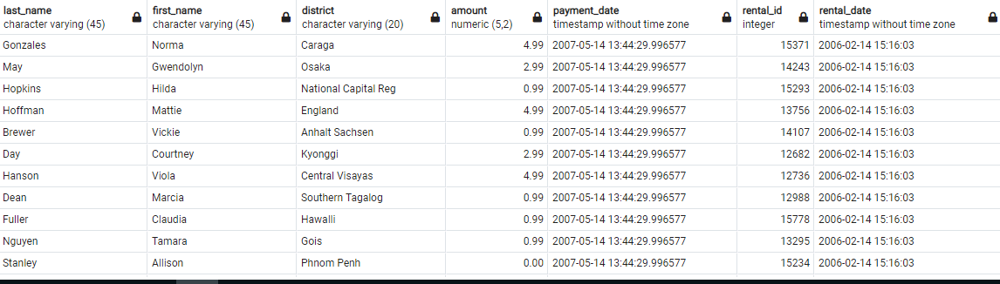 last_name first_name district amount payment_date rental_id rental_date
character varying (45) character varying (45) character varying (20) numeric (5,2) timestamp without time zone integer timestamp without time zone
Gonzales Norma Caraga 4.99 2007-05-14 13:44:29.996577 15371 2006-02-14 15:16:03
May Gwendolyn Osaka 2.99 2007-05-14 13:44:29.996577 14243 2006-02-14 15:16:03
Hopkins Hilda National Capital Reg 0.99 2007-05-14 13:44:29.996577 15293 2006-02-14 15:16:03
Hoffman Mattie England 4.99 2007-05-14 13:44:29.996577 13756 2006-02-14 15:16:03
Brewer Vickie Anhalt Sachsen 0.99 2007-05-14 13:44:29.996577 14107 2006-02-14 15:16:03
Day Courtney Kyonggi 2.99 2007-05-14 13:44:29.996577 12682 2006-02-14 15:16:03
Hanson Viola Central Visayas 4.99 2007-05-14 13:44:29.996577 12736 2006-02-14 15:16:03
Dean Marcia Southern Tagalog 0.99 2007-05-14 13:44:29.996577 12988 2006-02-14 15:16:03
Fuller Claudia Hawalli 0.99 2007-05-14 13:44:29.996577 15778 2006-02-14 15:16:03
Nguyen Tamara Gois 0.99 2007-05-14 13:44:29.996577 13295 2006-02-14 15:16:03
Stanley Allison Phnom Penh 0.00 2007-05-14 13:44:29.996577 15234 2006-02-14 15:16:03